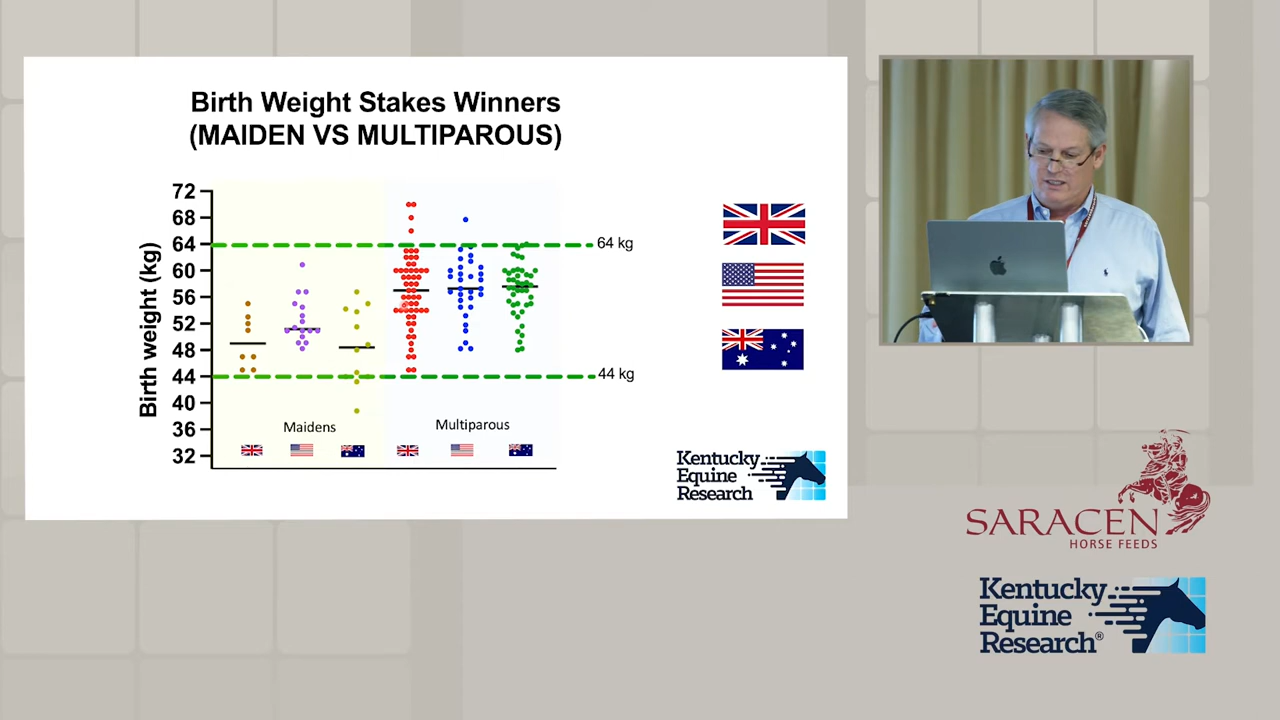 Birth Weight Stakes Winners
(MAIDEN VS MULTIPAROUS)
Birth weight (kg)
72
68
64
60
56
52
48
44
40
36
32
64 kg
44 kg
Maidens
Multiparous
Kentucky
Equine
Research
SARACEN
HORSE FEEDS
Kentucky
Equine
Research®